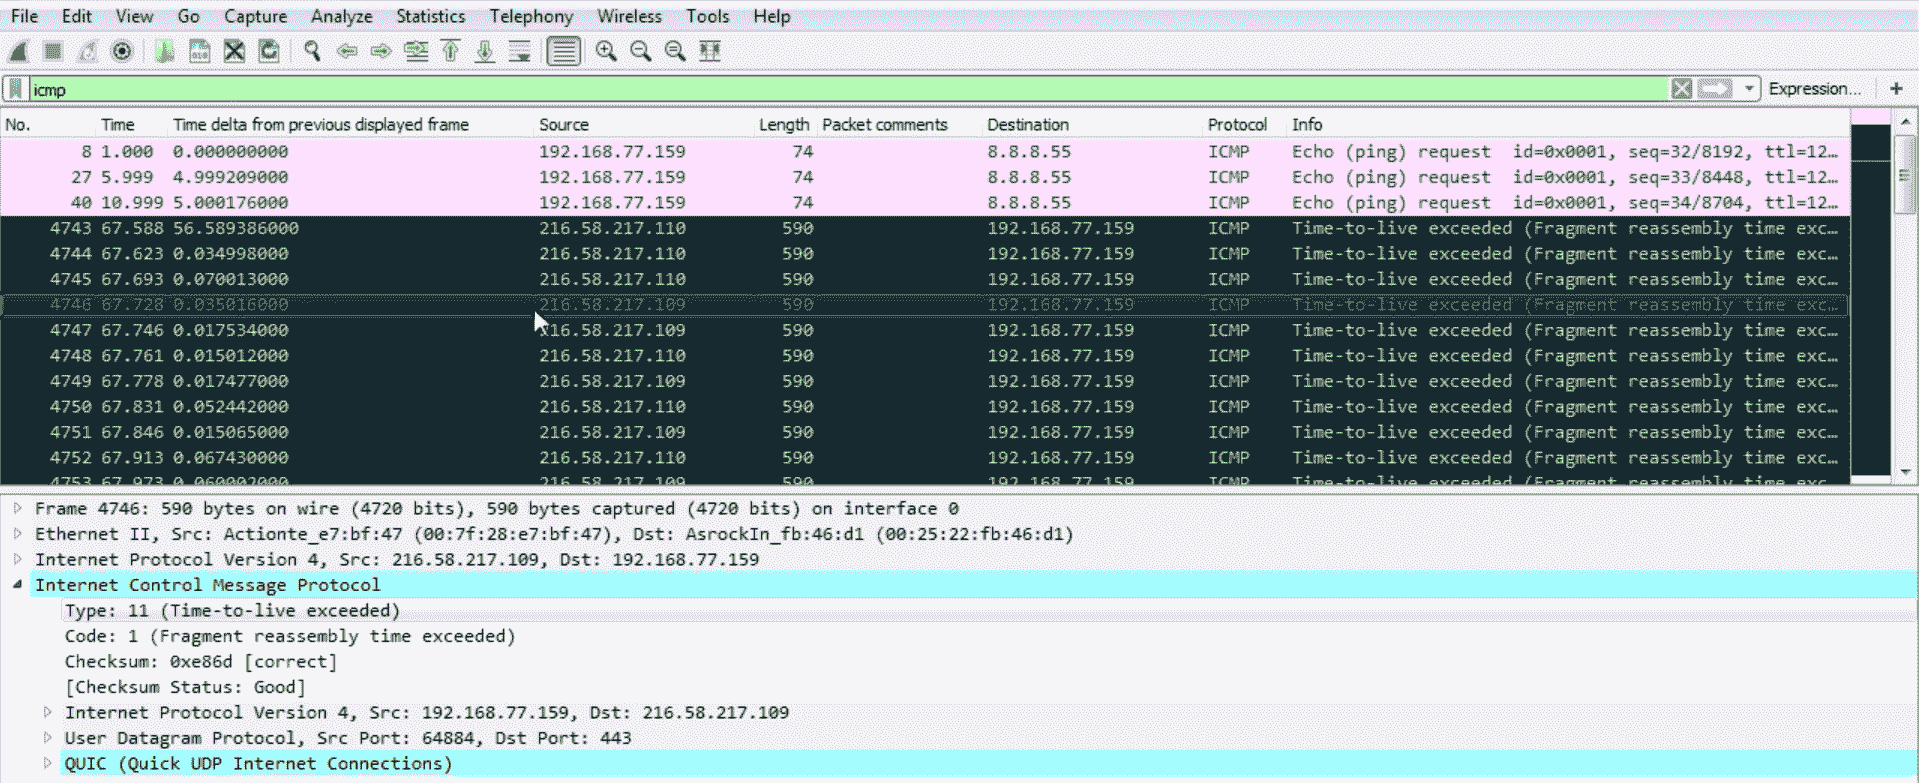 File Edit View Go Capture Analyze Statistics Telephony Wireless Tools Help
icmp Expression... +
No. Time Time delta from previous displayed frame Source Length Packet comments Destination Protocol Info
8 1.000 0.000000000 192.168.77.159 74 8.8.8.55 ICMP Echo (ping) request id=0x0001, seq=32/8192, ttl=12…
27 5.999 4.999209000 192.168.77.159 74 8.8.8.55 ICMP Echo (ping) request id=0x0001, seq=33/8448, ttl=12…
40 10.999 5.000176000 192.168.77.159 74 8.8.8.55 ICMP Echo (ping) request id=0x0001, seq=34/8704, ttl=12…
4743 67.588 56.589386000 216.58.217.110 590 192.168.77.159 ICMP Time-to-live exceeded (Fragment reassembly time exc…
4744 67.623 0.034998000 216.58.217.110 590 192.168.77.159 ICMP Time-to-live exceeded (Fragment reassembly time exc…
4745 67.693 0.070013000 216.58.217.110 590 192.168.77.159 ICMP Time-to-live exceeded (Fragment reassembly time exc…
4746 67.728 0.035016000 216.58.217.109 590 192.168.77.159 ICMP Time-to-live exceeded (Fragment reassembly time exc…
4747 67.746 0.017534000 216.58.217.109 590 192.168.77.159 ICMP Time-to-live exceeded (Fragment reassembly time exc…
4748 67.761 0.015012000 216.58.217.110 590 192.168.77.159 ICMP Time-to-live exceeded (Fragment reassembly time exc…
4749 67.778 0.017477000 216.58.217.109 590 192.168.77.159 ICMP Time-to-live exceeded (Fragment reassembly time exc…
4750 67.831 0.052442000 216.58.217.110 590 192.168.77.159 ICMP Time-to-live exceeded (Fragment reassembly time exc…
4751 67.846 0.015065000 216.58.217.109 590 192.168.77.159 ICMP Time-to-live exceeded (Fragment reassembly time exc…
4752 67.913 0.067430000 216.58.217.110 590 192.168.77.159 ICMP Time-to-live exceeded (Fragment reassembly time exc…
4753 67.973 0.060002000 216.58.217.109 590 192.168.77.159 ICMP Time-to-live exceeded (Fragment reassembly time exc…
Frame 4746: 590 bytes on wire (4720 bits), 590 bytes captured (4720 bits) on interface 0
Ethernet II, Src: Actionte_e7:bf:47 (00:7f:28:e7:bf:47), Dst: AsrockIn_fb:46:d1 (00:25:22:fb:46:d1)
Internet Protocol Version 4, Src: 216.58.217.109, Dst: 192.168.77.159
Internet Control Message Protocol
Type: 11 (Time-to-live exceeded)
Code: 1 (Fragment reassembly time exceeded)
Checksum: 0xe86d [correct]
[Checksum Status: Good]
Internet Protocol Version 4, Src: 192.168.77.159, Dst: 216.58.217.109
User Datagram Protocol, Src Port: 64884, Dst Port: 443
QUIC (Quick UDP Internet Connections)